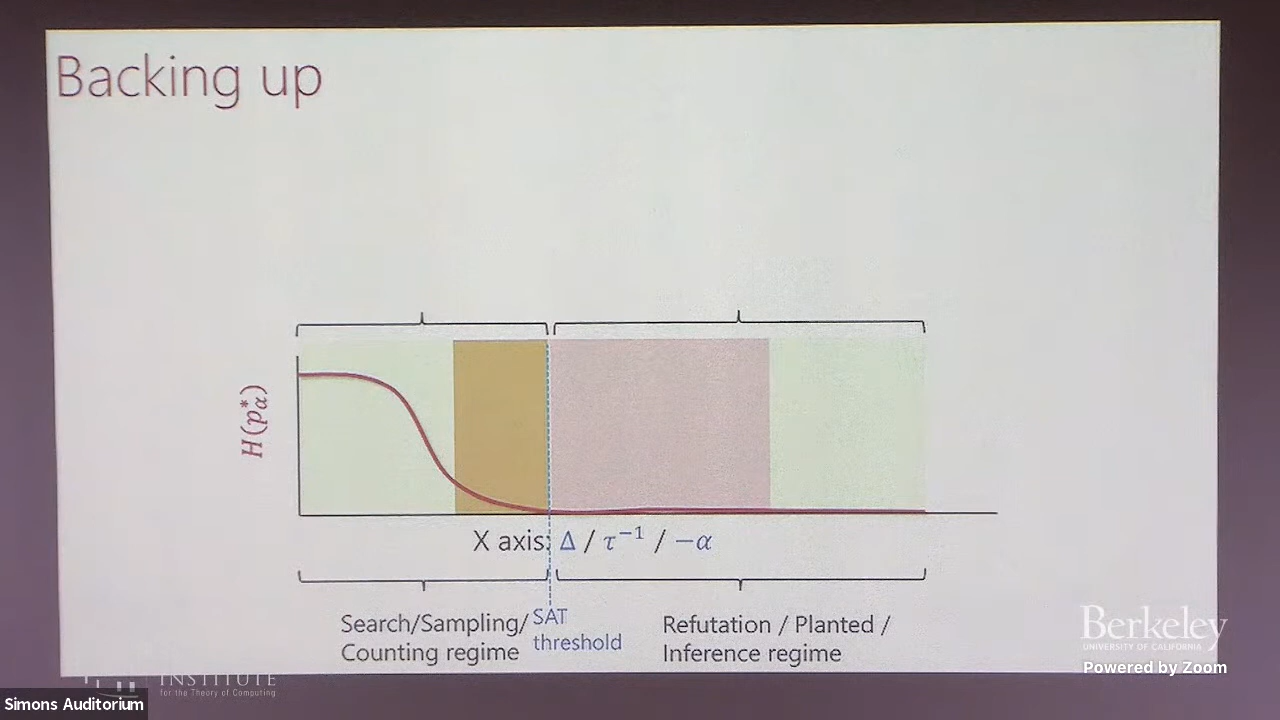 Backing up
H(p*α)
X axis: Δ / τ⁻¹ / −α
Search/Sampling/
Counting regime
SAT
threshold
Refutation / Planted /
Inference regime
Berkeley
UNIVERSITY OF CALIFORNIA
Powered by Zoom
INSTITUTE
for the Theory of Computing
Simons Auditorium